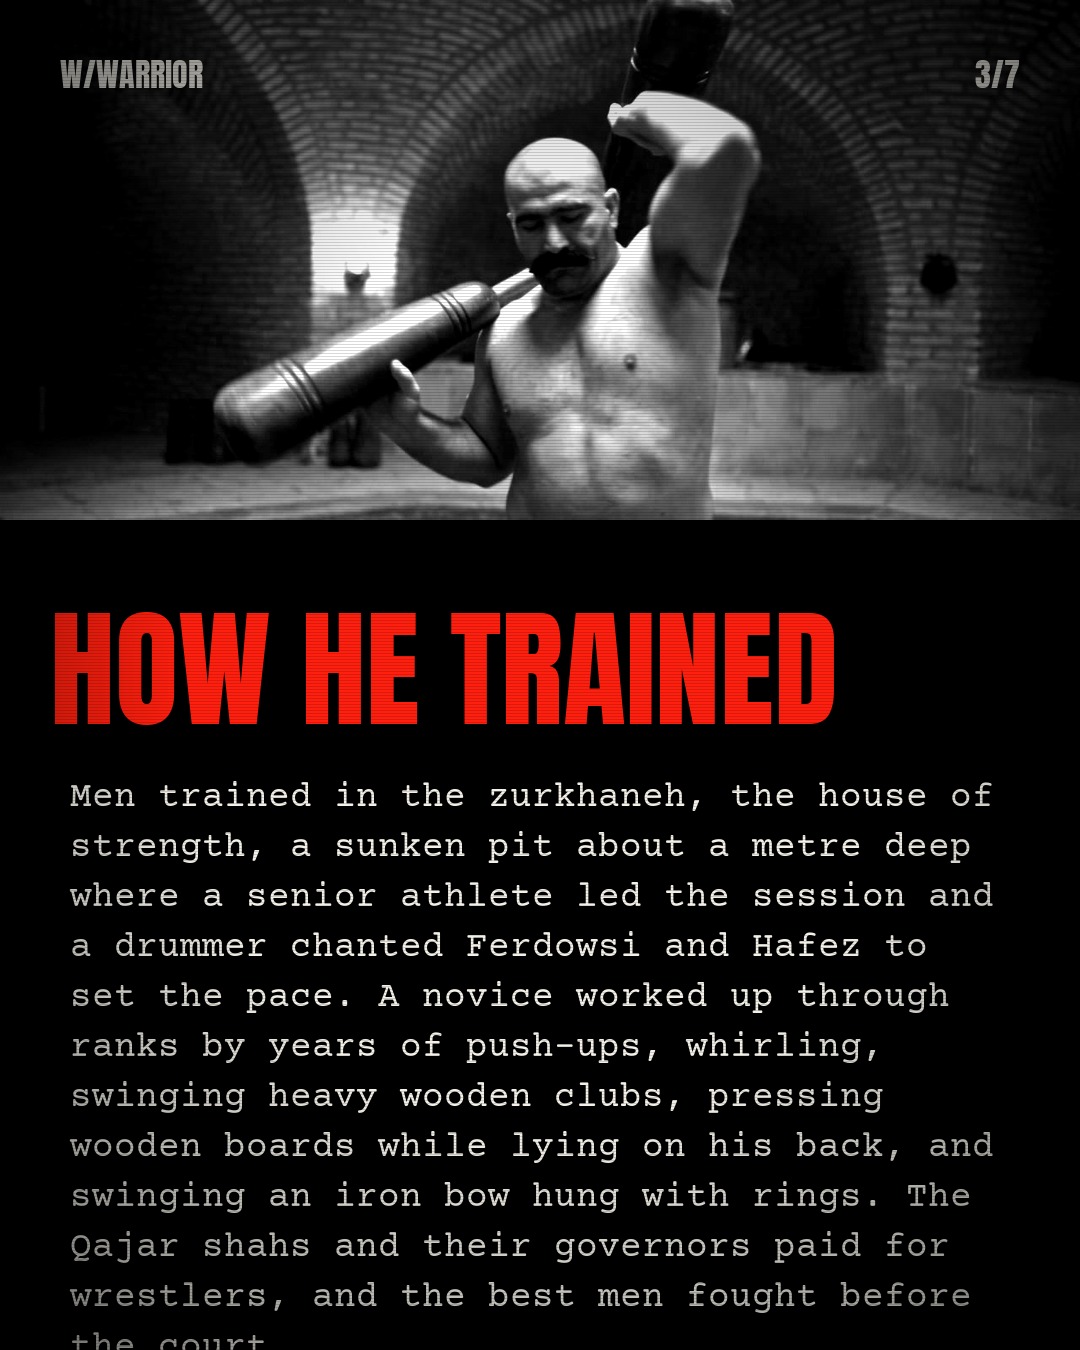 W/WARRIOR
3/7
HOW HE TRAINED
Men trained in the zurkhaneh, the house of
strength, a sunken pit about a metre deep
where a senior athlete led the session and
a drummer chanted Ferdowsi and Hafez to
set the pace. A novice worked up through
ranks by years of push-ups, whirling,
swinging heavy wooden clubs, pressing
wooden boards while lying on his back, and
swinging an iron bow hung with rings. The
Qajar shahs and their governors paid for
wrestlers, and the best men fought before
the court